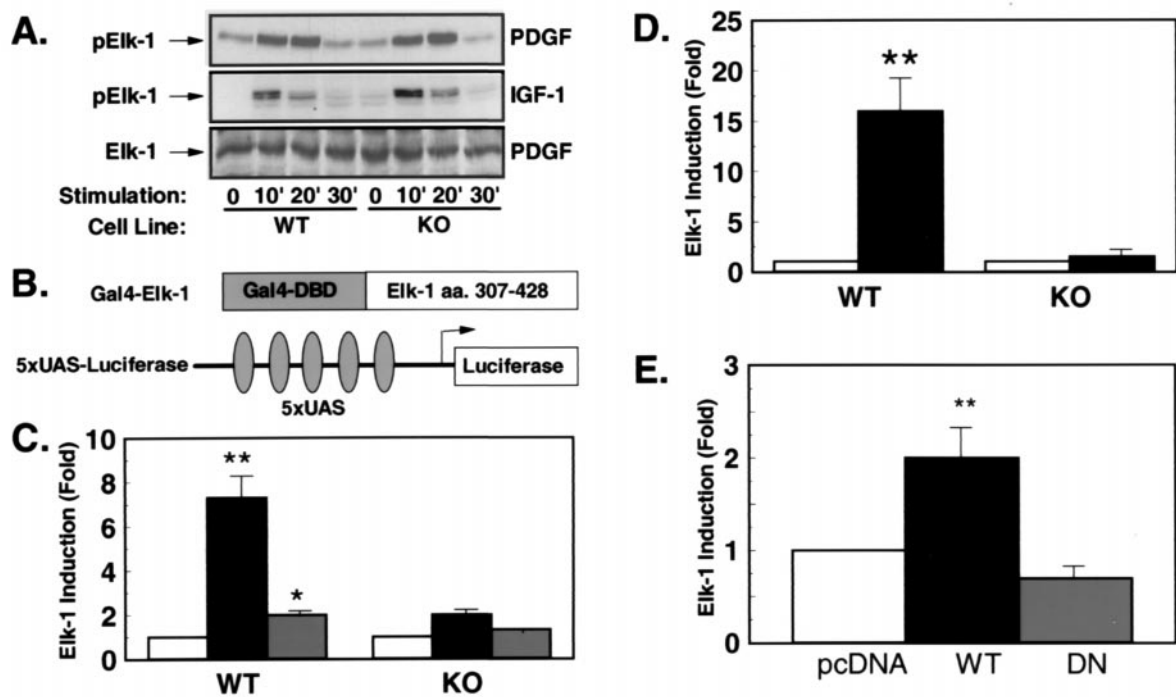 A.
pElk-1 PDGF
pElk-1 IGF-1
Elk-1 PDGF
Stimulation: 0 10' 20' 30' 0 10' 20' 30'
Cell Line: WT KO
B.
Gal4-Elk-1 Gal4-DBD Elk-1 aa. 307-428
5xUAS-Luciferase Luciferase
5xUAS
C.
Elk-1 Induction (Fold)
10
8
6
4
2
0
**
*
WT KO
D.
Elk-1 Induction (Fold)
30
25
20
15
10
5
0
**
WT KO
E.
Elk-1 Induction (Fold)
3
2
1
0
**
pcDNA WT DN